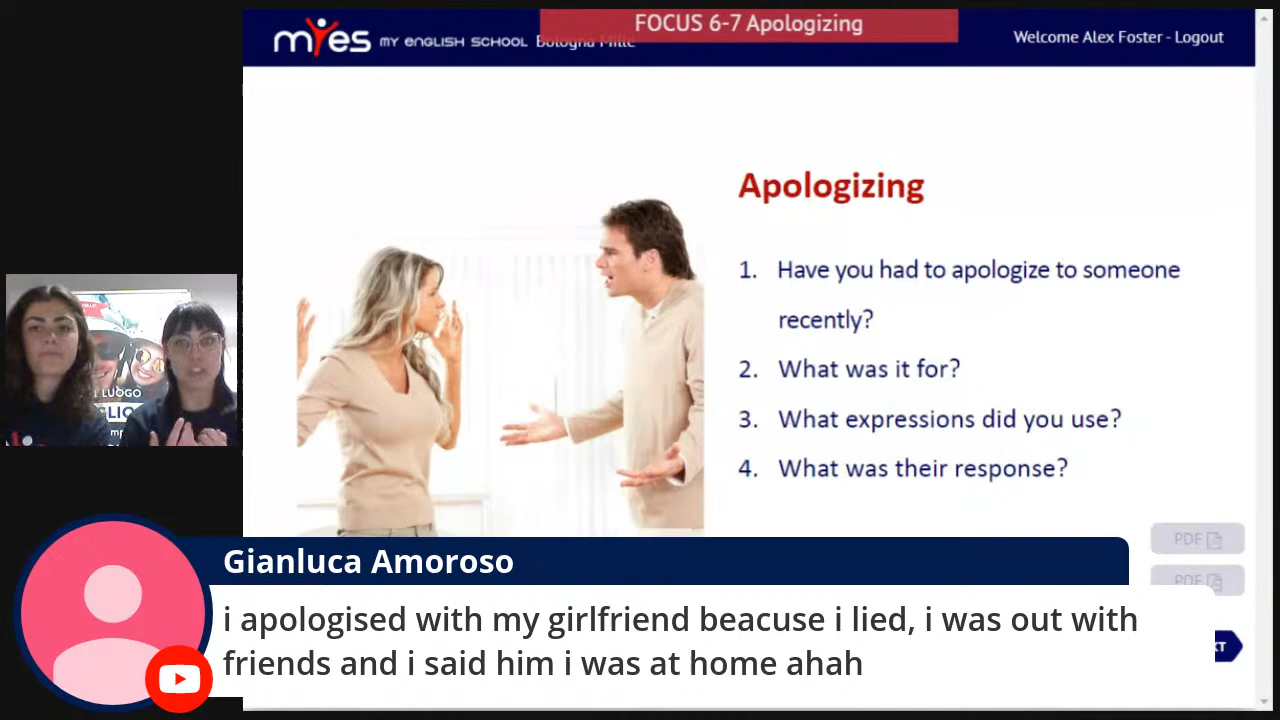 FOCUS 6-7 Apologizing
myes MY ENGLISH SCHOOL Bologna Mille
Welcome Alex Foster - Logout
Apologizing
1. Have you had to apologize to someone
recently?
2. What was it for?
3. What expressions did you use?
4. What was their response?
LUOGO
PDF
PDF
Gianluca Amoroso
i apologised with my girlfriend beacuse i lied, i was out with
friends and i said him i was at home ahah